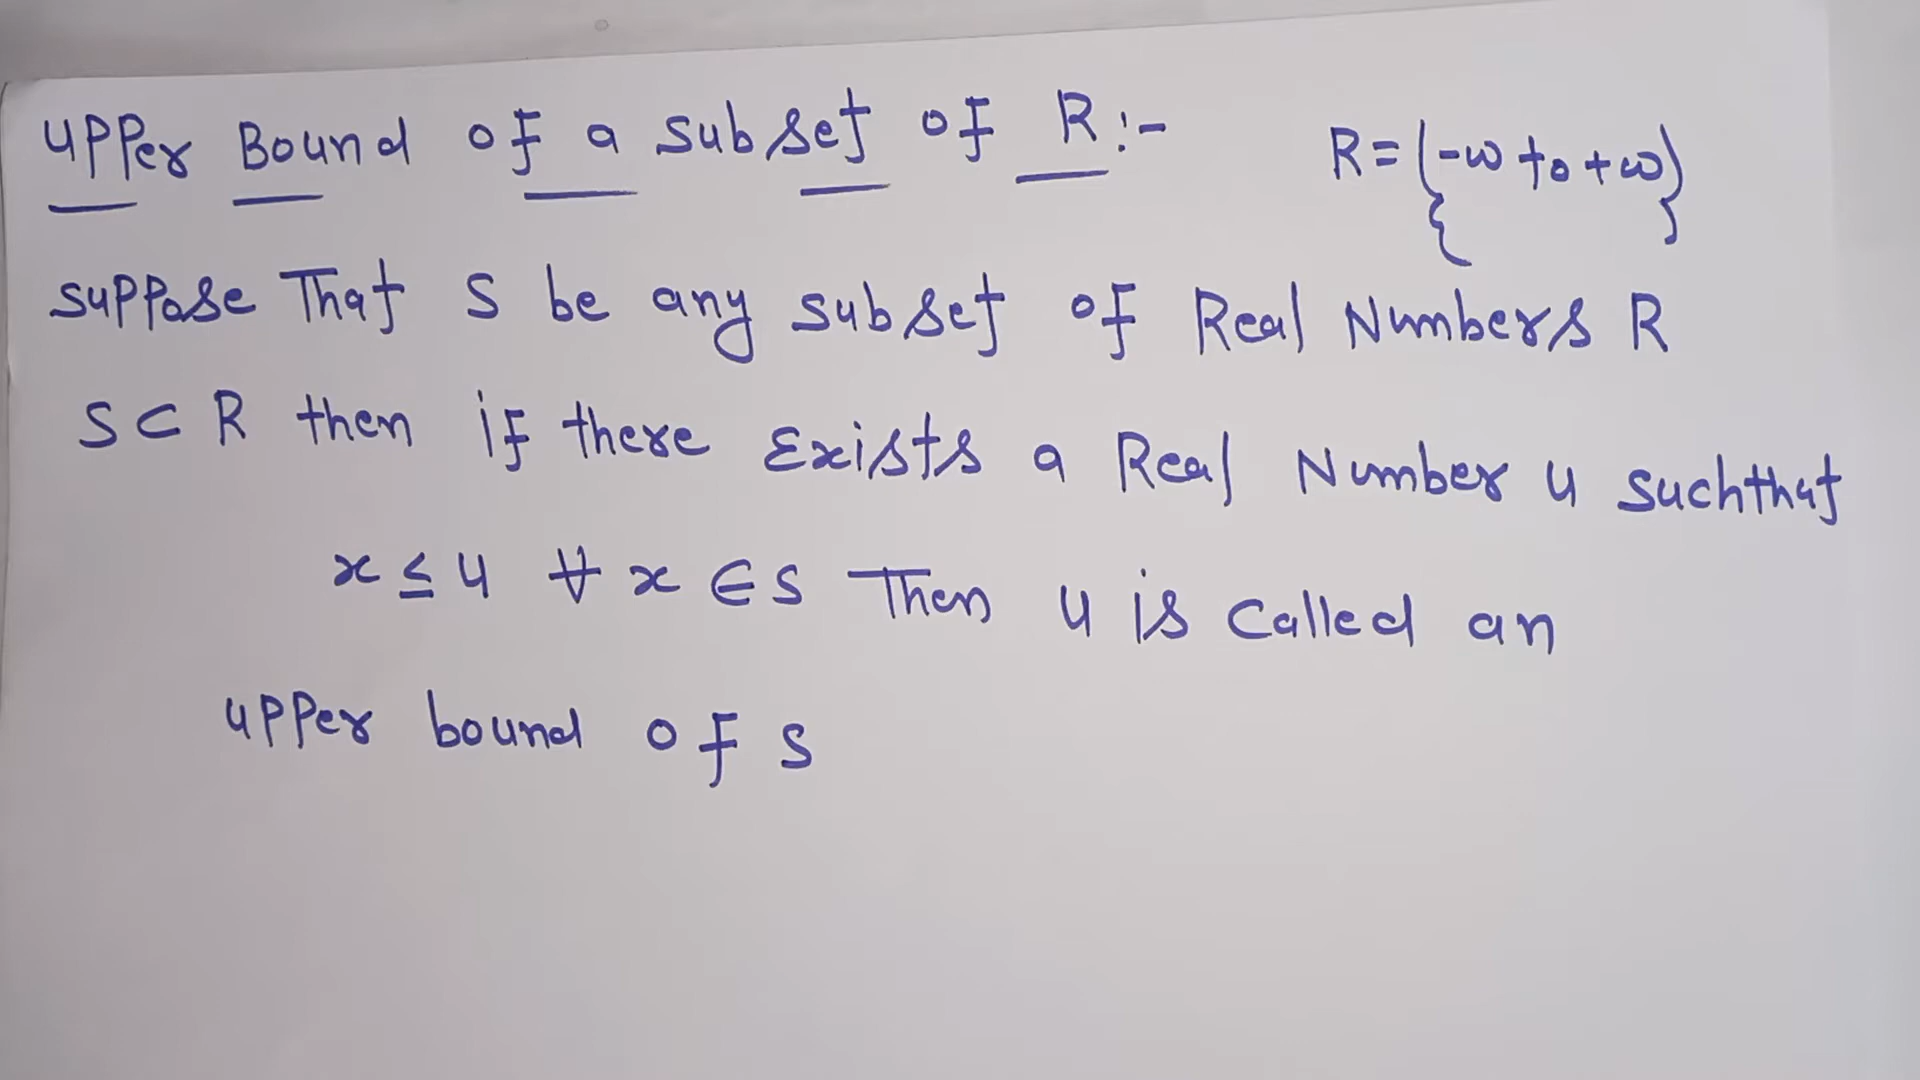 Upper Bound of a subset of R:-
R = {(-∞ to +∞)}
suppose That S be any subset of Real Numbers R
S ⊂ R then if there Exists a Real Number u suchthat
x ≤ u ∀ x ∈ S Then u is called an
upper bound of S